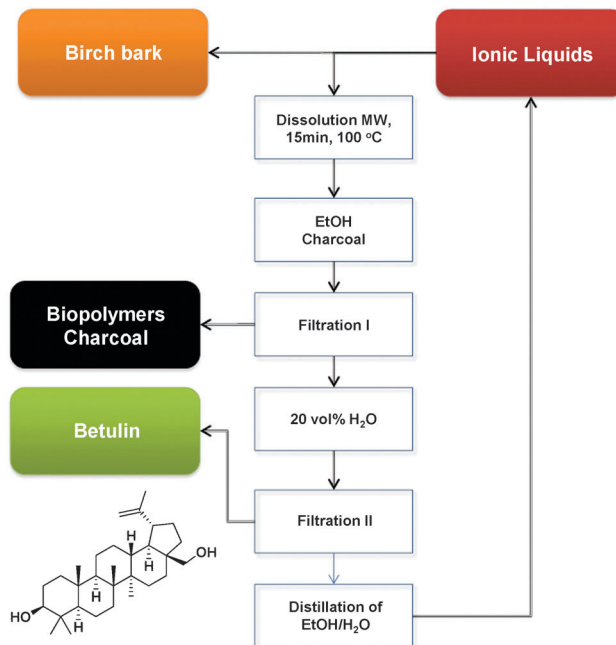 Birch bark
Ionic Liquids
Dissolution MW,
15min, 100 °C
EtOH
Charcoal
Biopolymers
Charcoal
Filtration I
20 vol% H₂O
Betulin
Filtration II
Distillation of
EtOH/H₂O
H
H
OH
H
H
HO